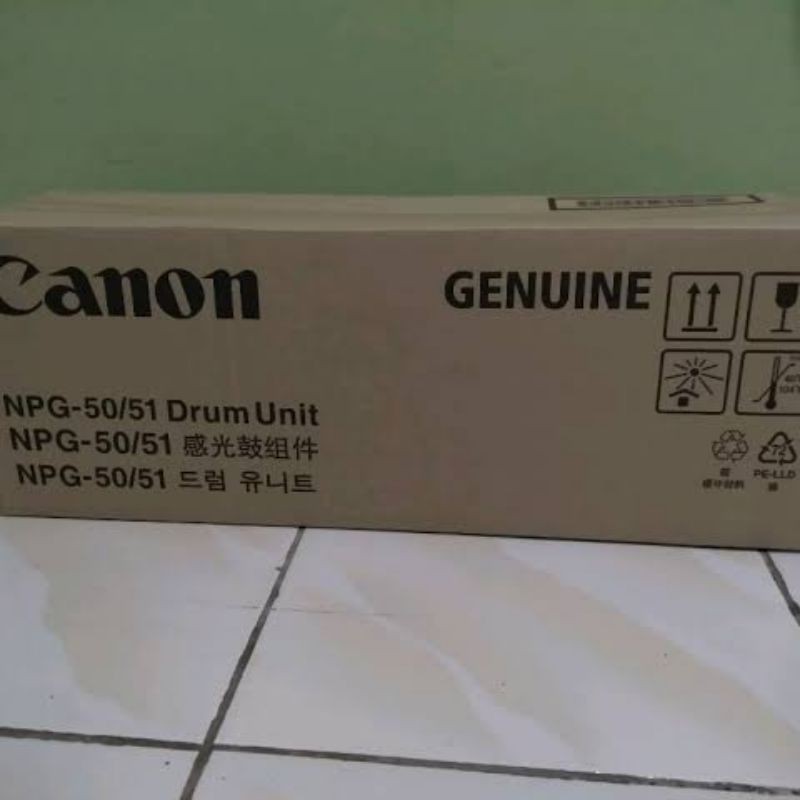 Canon
GENUINE
NPG-50/51 Drum Unit
NPG-50/51 感光鼓组件
NPG-50/51 드럼 유니트
PE-LLD